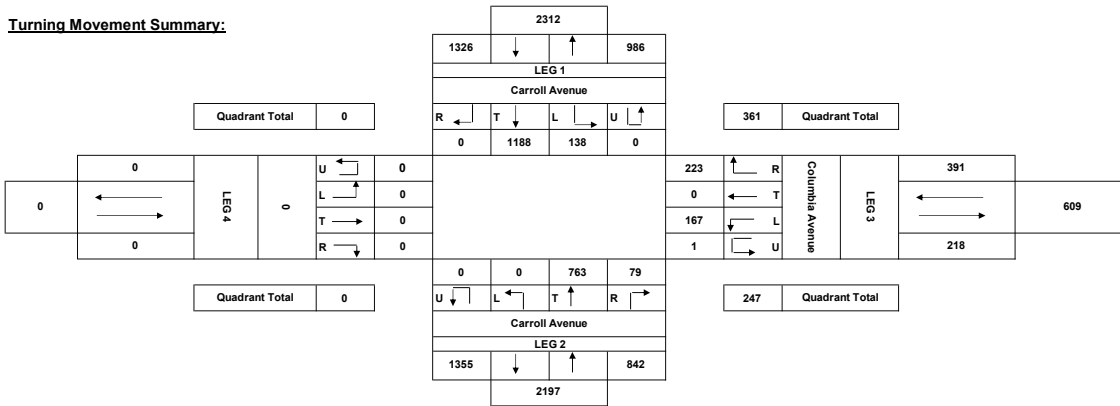 Turning Movement Summary:
2312
1326 986
LEG 1
Carroll Avenue
Quadrant Total 0
R T L U
361 Quadrant Total
0 1188 138 0
0
U 0
223 R
391
0
LEG 4
0
L 0
0 T
Columbia Avenue
LEG 3
609
T 0
167 L
0
R 0
1 U
218
0 0 763 79
Quadrant Total 0
U L T R
247 Quadrant Total
Carroll Avenue
LEG 2
1355 842
2197